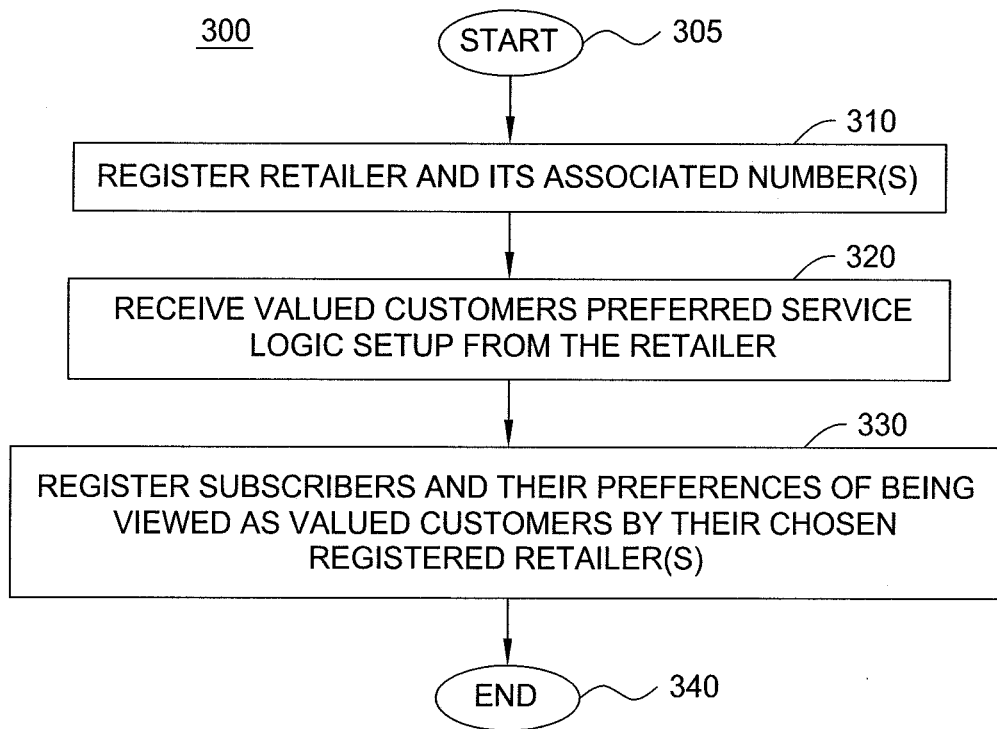 300
START
305
310
REGISTER RETAILER AND ITS ASSOCIATED NUMBER(S)
320
RECEIVE VALUED CUSTOMERS PREFERRED SERVICE
LOGIC SETUP FROM THE RETAILER
330
REGISTER SUBSCRIBERS AND THEIR PREFERENCES OF BEING
VIEWED AS VALUED CUSTOMERS BY THEIR CHOSEN
REGISTERED RETAILER(S)
END
340